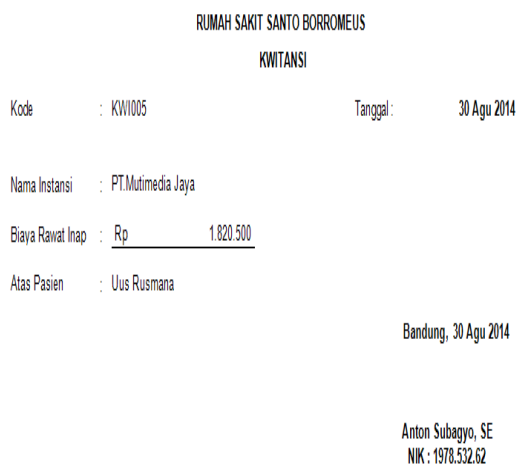 RUMAH SAKIT SANTO BORROMEUS
KWITANSI
Kode : KWI005 Tanggal : 30 Agu 2014
Nama Instansi : PT.Mutimedia Jaya
Biaya Rawat Inap : Rp 1.820.500
Atas Pasien : Uus Rusmana
Bandung, 30 Agu 2014
Anton Subagyo, SE
NIK : 1978.532.62